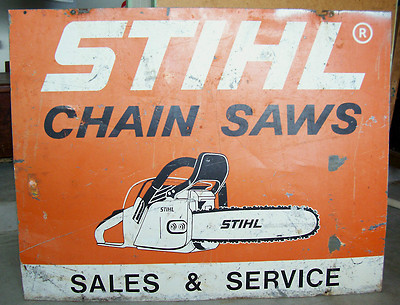 STIHL®
CHAIN SAWS
STIHL
STIHL
SALES & SERVICE